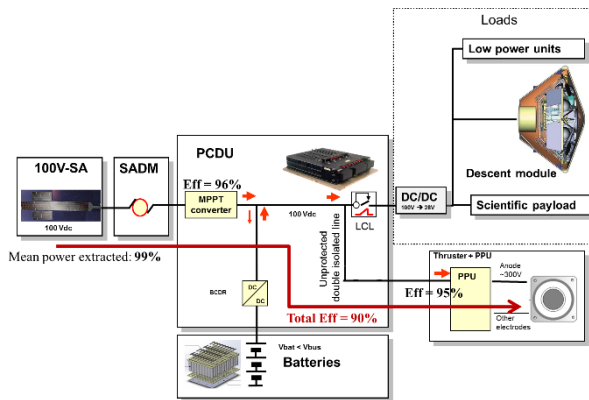 Loads
Low power units
Descent module
Scientific payload
DC/DC
100V → 28V
PCDU
100V-SA
100 Vdc
SADM
Eff = 96%
MPPT
converter
100 Vdc
LCL
Mean power extracted: 99%
Unprotected
double isolated line
BCDR
DC
DC
Total Eff = 90%
Thruster + PPU
PPU
Anode
~300V
Eff = 95%
Other
electrodes
Vbat < Vbus
Batteries